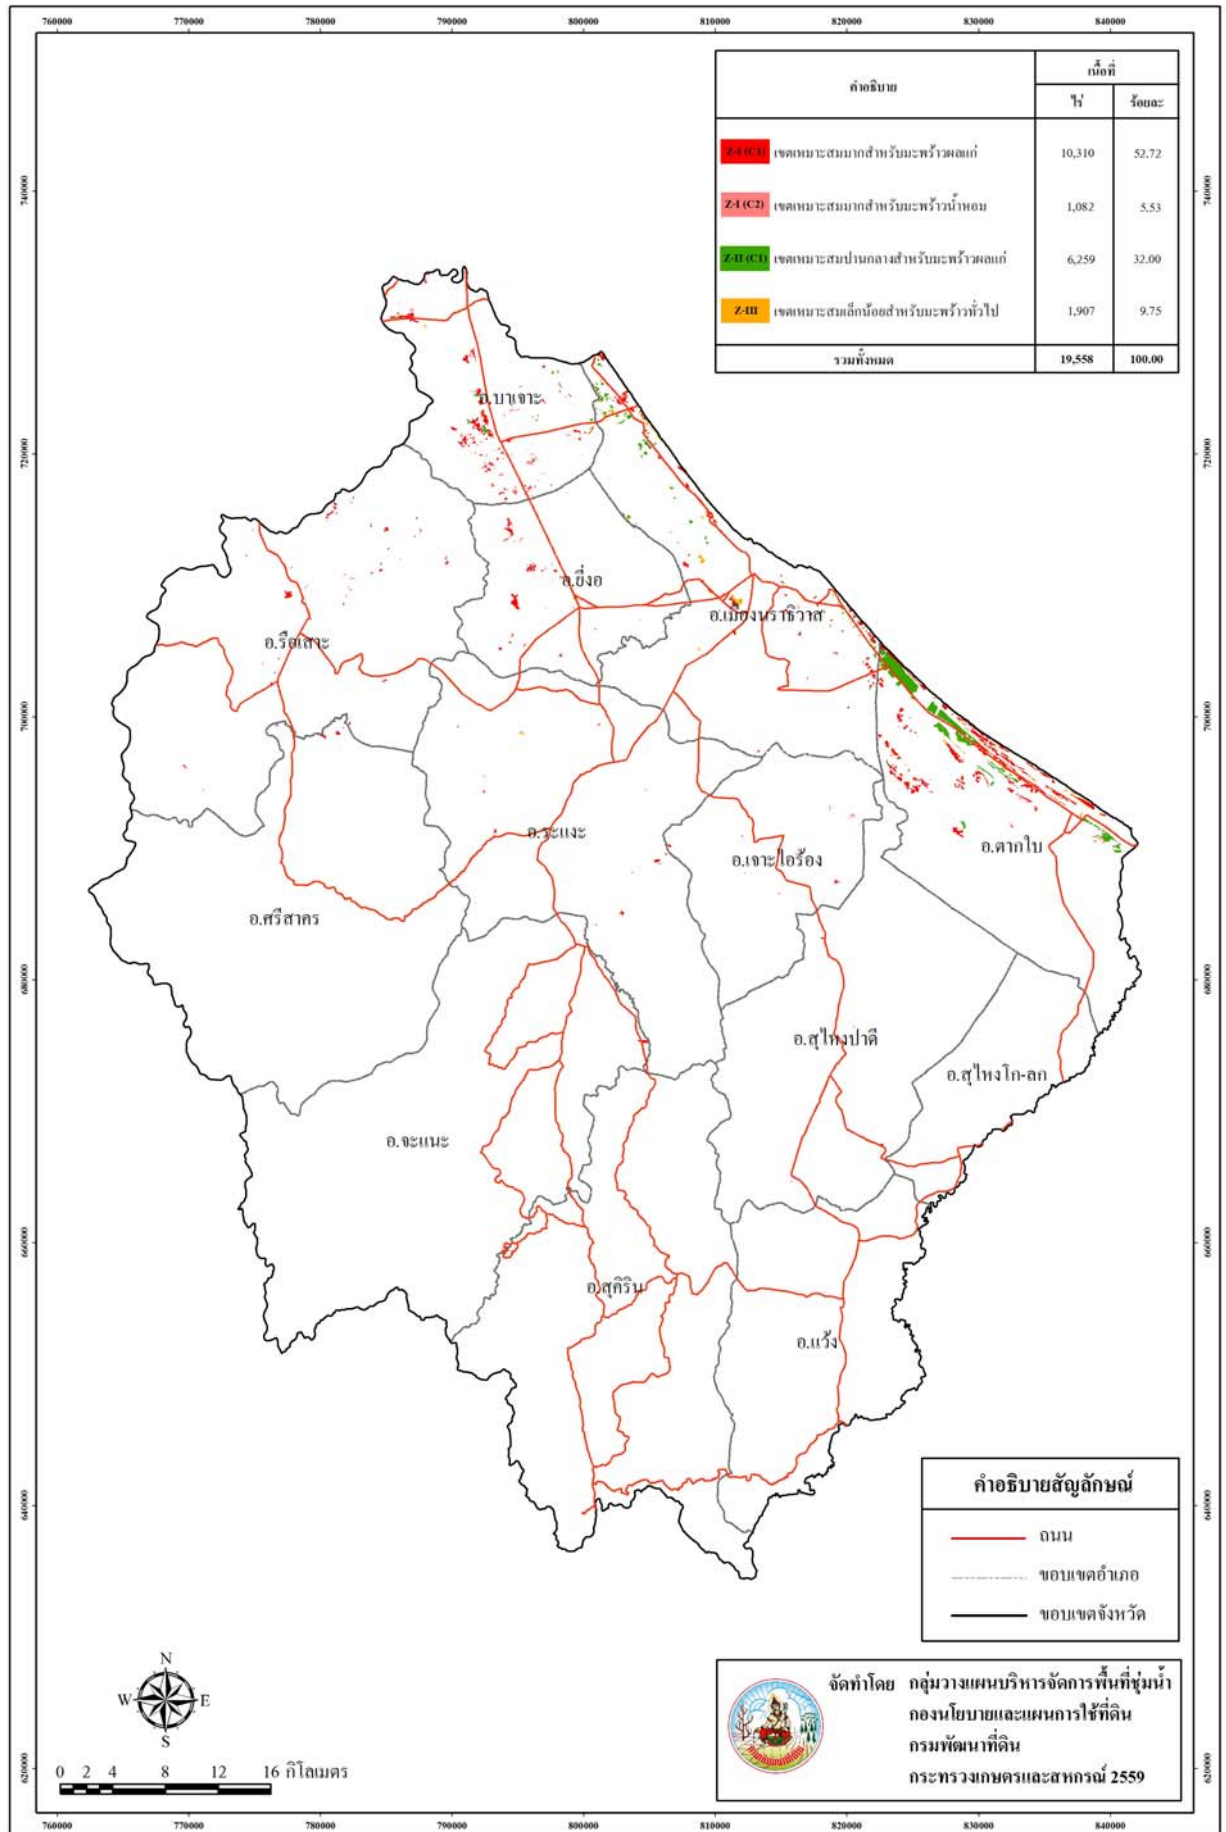 760000 770000 780000 790000 800000 810000 820000 830000 840000
คำอธิบาย
เนื้อที่
ไร่ ร้อยละ
Z-I (C1) เขตเหมาะสมมากสำหรับมะพร้าวผลแก่ 10,310 52.72
Z-I (C2) เขตเหมาะสมมากสำหรับมะพร้าวน้ำหอม 1,082 5.53
Z-II (C1) เขตเหมาะสมปานกลางสำหรับมะพร้าวผลแก่ 6,259 32.00
Z-III เขตเหมาะสมเล็กน้อยสำหรับมะพร้าวทั่วไป 1,907 9.75
รวมทั้งหมด 19,558 100.00
740000 740000
อ.บาเจาะ
720000 720000
อ.ยี่งอ
อ.เมืองนราธิวาส
อ.รือเสาะ
700000 700000
อ.ระแงะ
อ.ตากใบ
อ.เจาะไอร้อง
อ.ศรีสาคร
680000 680000
อ.สุไหงปาดี
อ.สุไหงโก-ลก
อ.จะแนะ
660000 660000
อ.สุคิริน
อ.แว้ง
640000 640000
คำอธิบายสัญลักษณ์
ถนน
ขอบเขตอำเภอ
ขอบเขตจังหวัด
N
W E
S
0 2 4 8 12 16 กิโลเมตร
620000 620000
จัดทำโดย กลุ่มวางแผนบริหารจัดการพื้นที่ชุ่มน้ำ
กองนโยบายและแผนการใช้ที่ดิน
กรมพัฒนาที่ดิน
กระทรวงเกษตรและสหกรณ์ 2559
760000 770000 780000 790000 800000 810000 820000 830000 840000